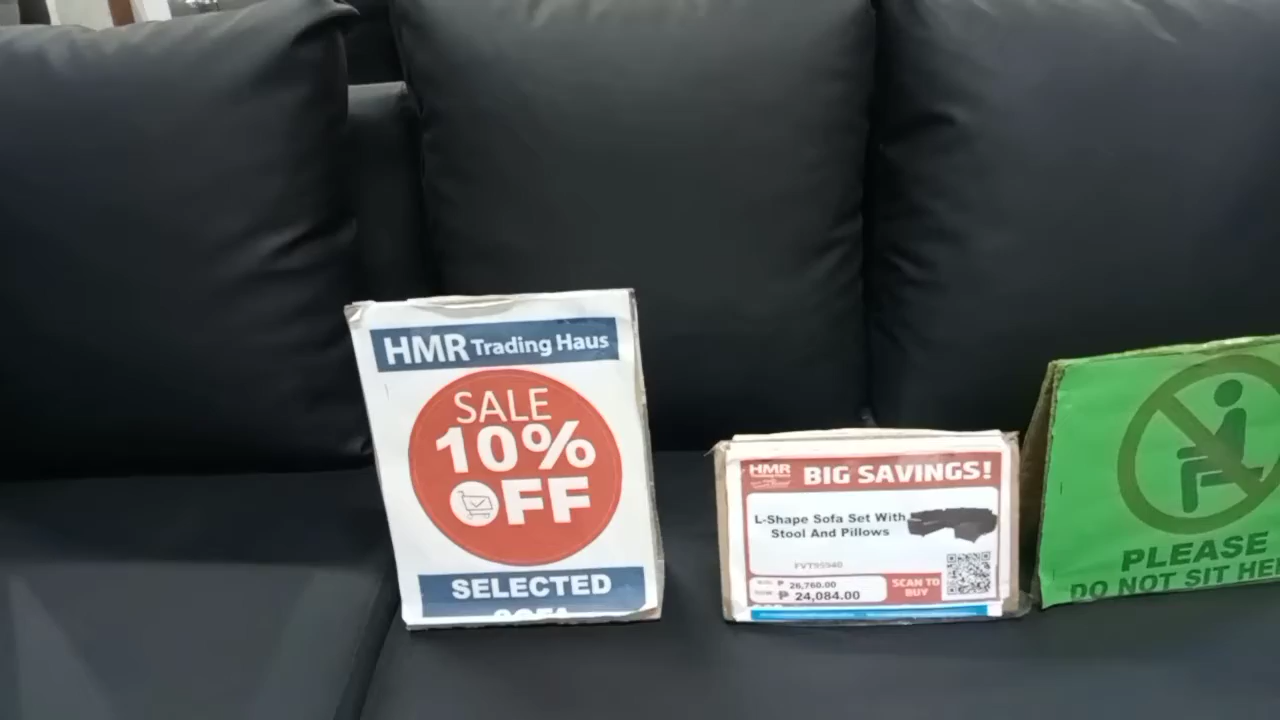 HMR Trading Haus
SALE
10%
OFF
SELECTED
SOFA
HMR
BIG SAVINGS!
L-Shape Sofa Set With
Stool And Pillows
₱ 26,760.00
₱ 24,084.00
SCAN TO
BUY
PLEASE
DO NOT SIT HE